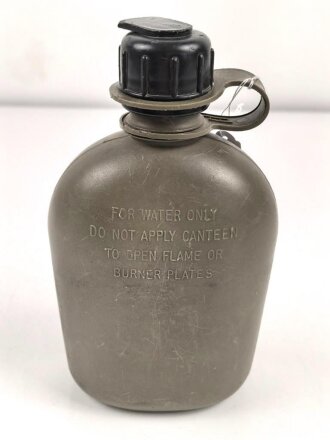 FOR WATER ONLY
DO NOT APPLY CANTEEN
TO OPEN FLAME OR
BURNER PLATES